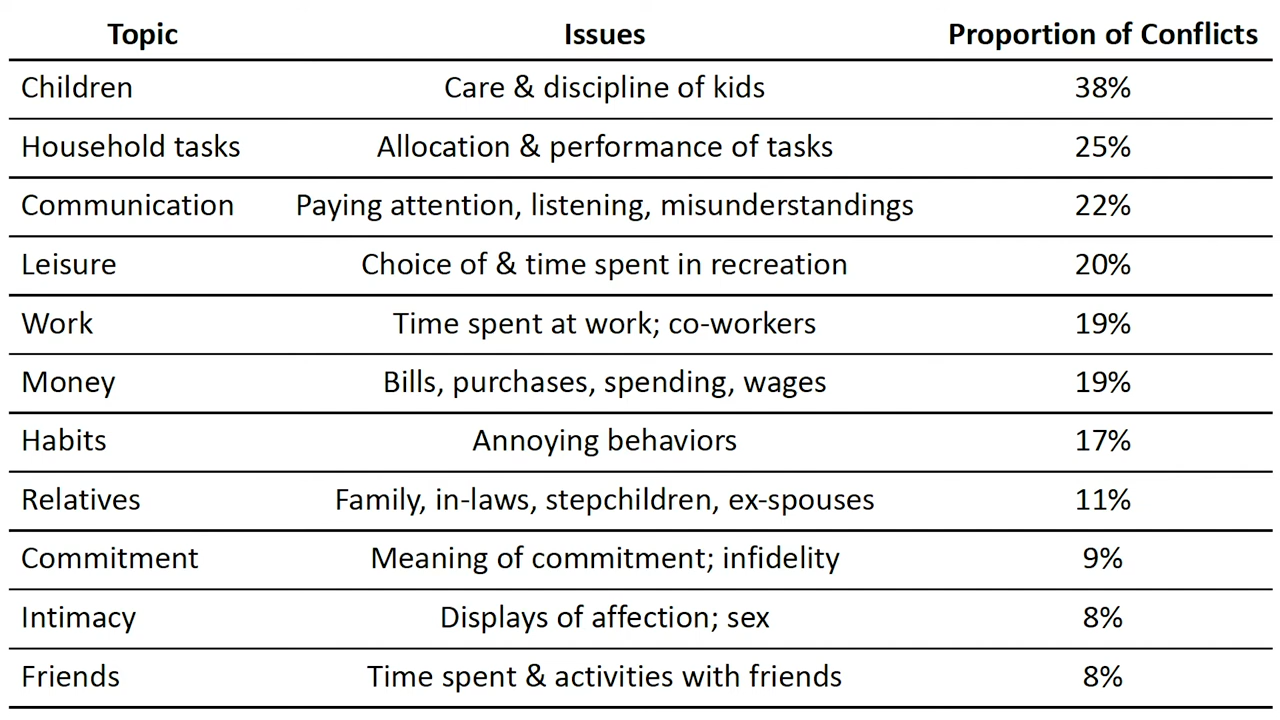 Topic Issues Proportion of Conflicts
Children Care & discipline of kids 38%
Household tasks Allocation & performance of tasks 25%
Communication Paying attention, listening, misunderstandings 22%
Leisure Choice of & time spent in recreation 20%
Work Time spent at work; co-workers 19%
Money Bills, purchases, spending, wages 19%
Habits Annoying behaviors 17%
Relatives Family, in-laws, stepchildren, ex-spouses 11%
Commitment Meaning of commitment; infidelity 9%
Intimacy Displays of affection; sex 8%
Friends Time spent & activities with friends 8%